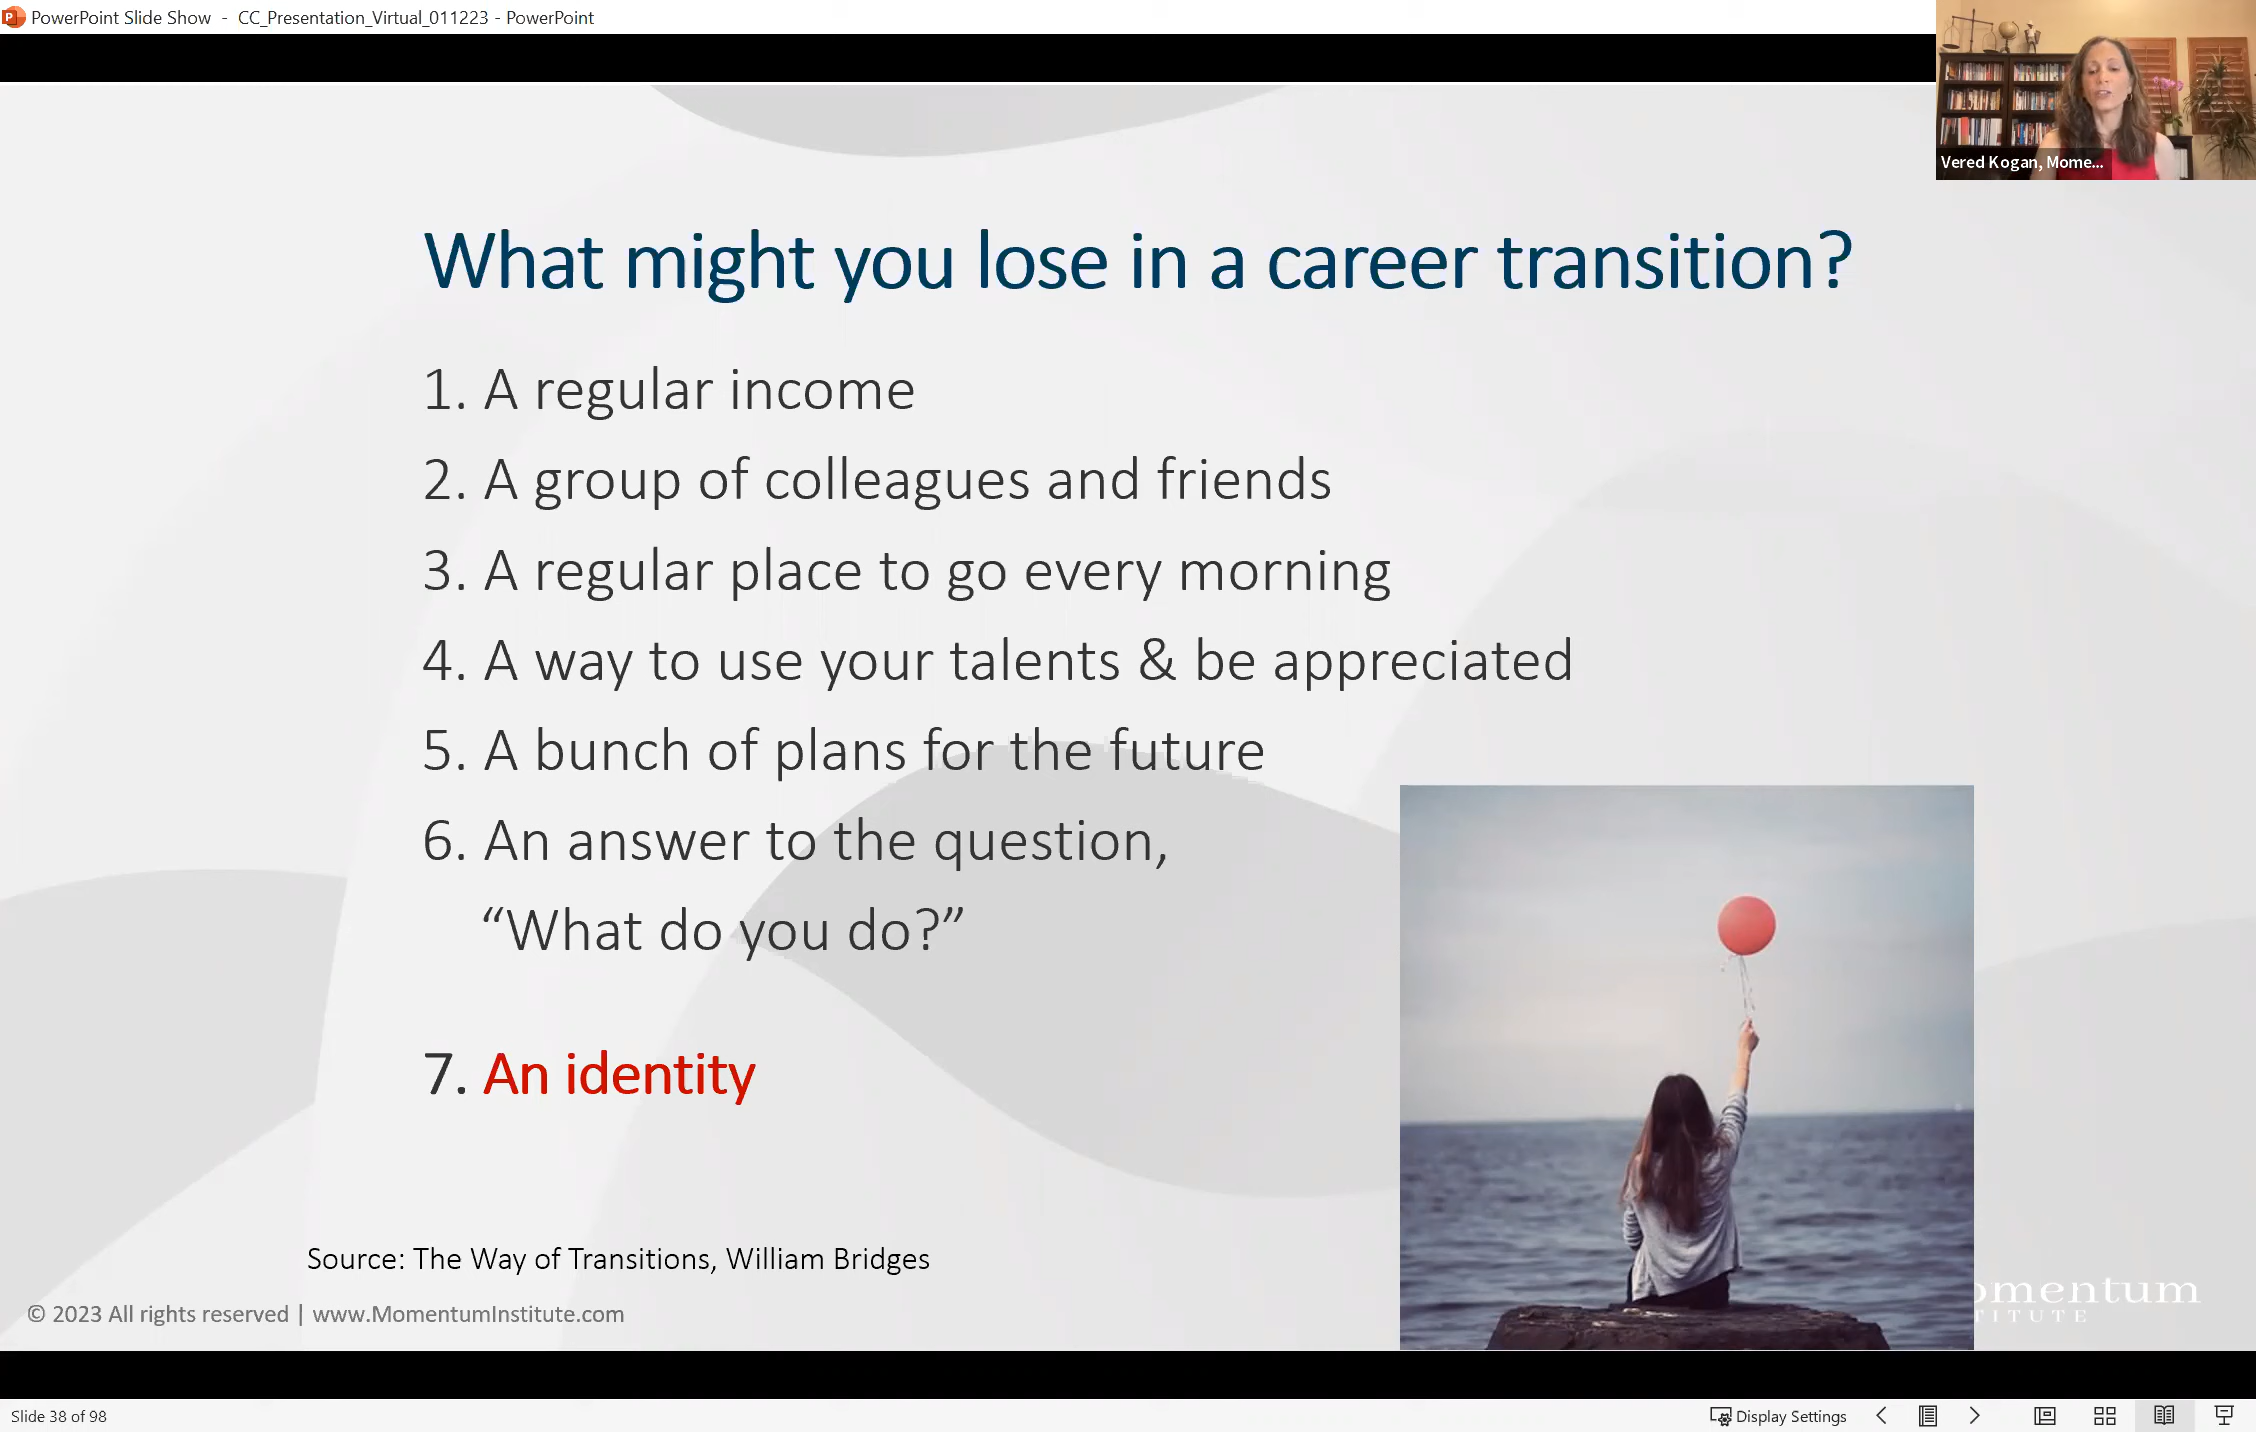 PowerPoint Slide Show - CC_Presentation_Virtual_011223 - PowerPoint
Vered Kogan, Mome...
What might you lose in a career transition?
1. A regular income
2. A group of colleagues and friends
3. A regular place to go every morning
4. A way to use your talents & be appreciated
5. A bunch of plans for the future
6. An answer to the question,
“What do you do?”
7. An identity
Source: The Way of Transitions, William Bridges
© 2023 All rights reserved | www.MomentumInstitute.com
omentum
TITUTE
Slide 38 of 98
Display Settings